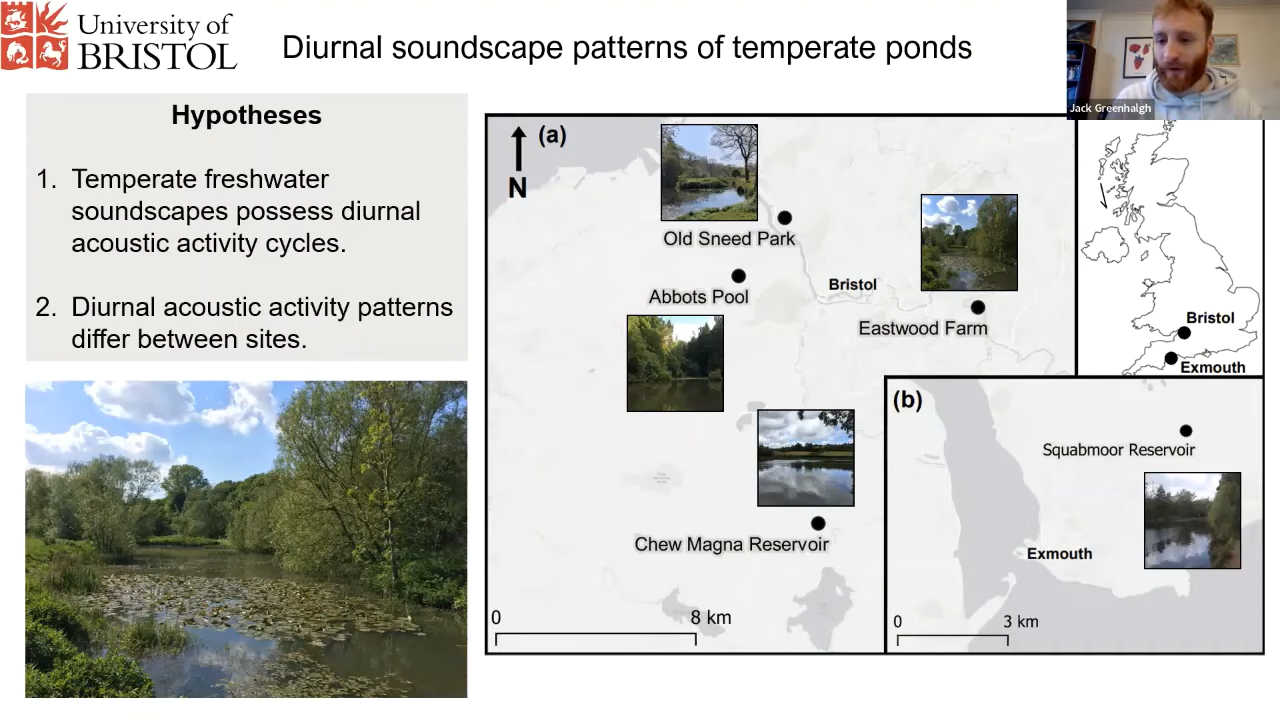 University of
BRISTOL
Diurnal soundscape patterns of temperate ponds
Jack Greenhalgh
Hypotheses
1. Temperate freshwater
soundscapes possess diurnal
acoustic activity cycles.
2. Diurnal acoustic activity patterns
differ between sites.
(a)
N
Old Sneed Park
Abbots Pool
Bristol
Eastwood Farm
Chew Magna Reservoir
0 8 km
Bristol
Exmouth
(b)
Squabmoor Reservoir
Exmouth
0 3 km